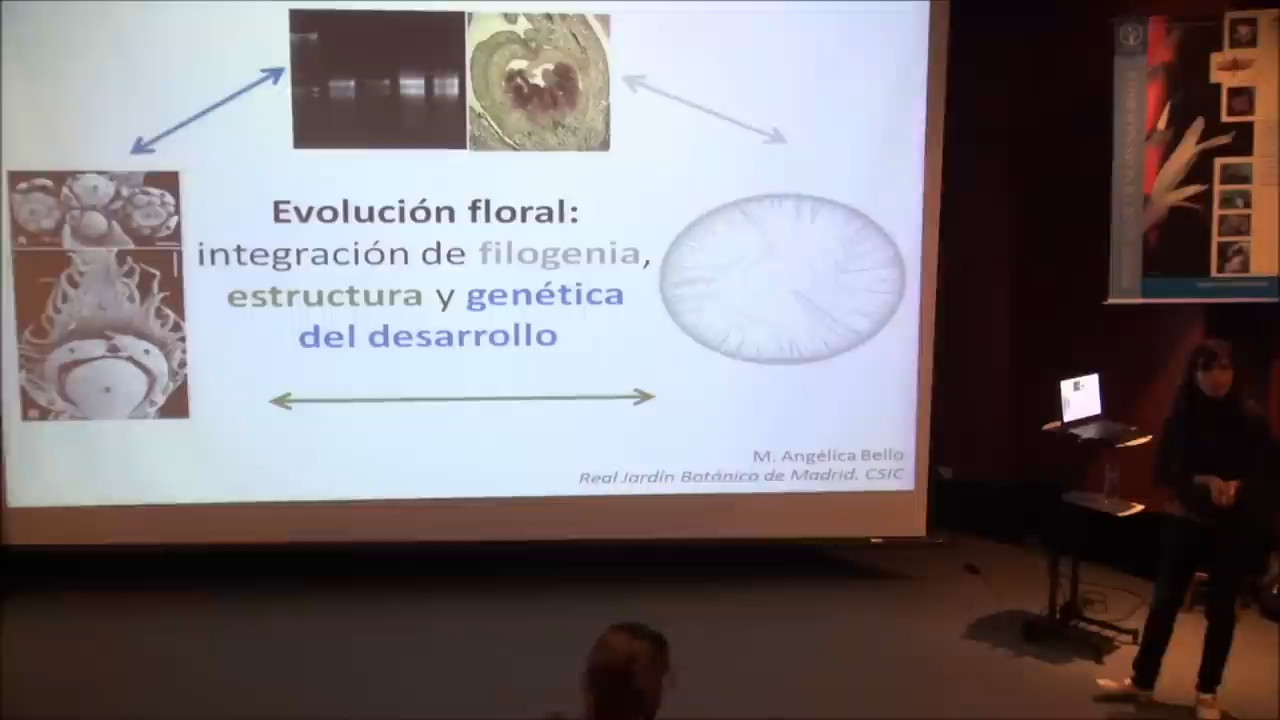 Evolución floral:
integración de filogenia,
estructura y genética
del desarrollo
M. Angélica Bello
Real Jardín Botánico de Madrid. CSIC